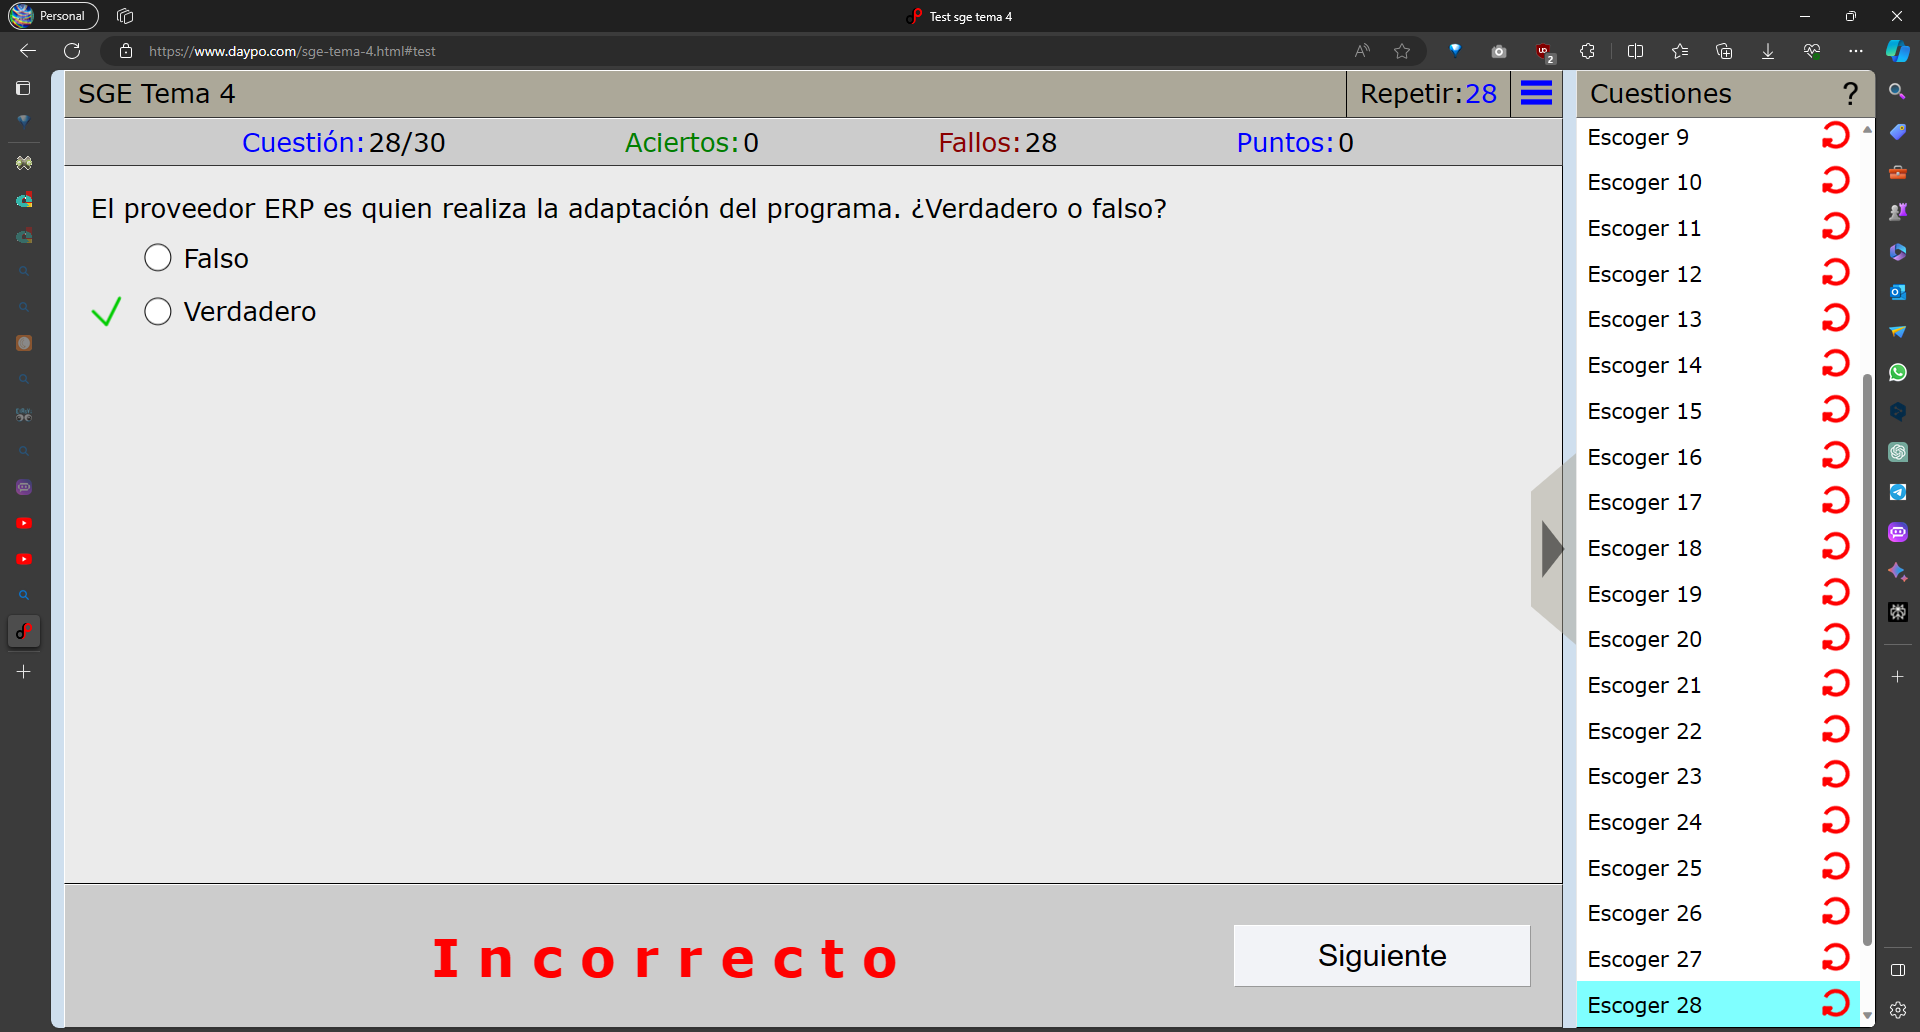 Personal
Test sge tema 4
https://www.daypo.com/sge-tema-4.html#test
2
SGE Tema 4
Repetir:28
Cuestiones
?
Cuestión:28/30
Aciertos:0
Fallos:28
Puntos:0
El proveedor ERP es quien realiza la adaptación del programa. ¿Verdadero o falso?
Falso
Verdadero
Incorrecto
Siguiente
Escoger 9
Escoger 10
Escoger 11
Escoger 12
Escoger 13
Escoger 14
Escoger 15
Escoger 16
Escoger 17
Escoger 18
Escoger 19
Escoger 20
Escoger 21
Escoger 22
Escoger 23
Escoger 24
Escoger 25
Escoger 26
Escoger 27
Escoger 28